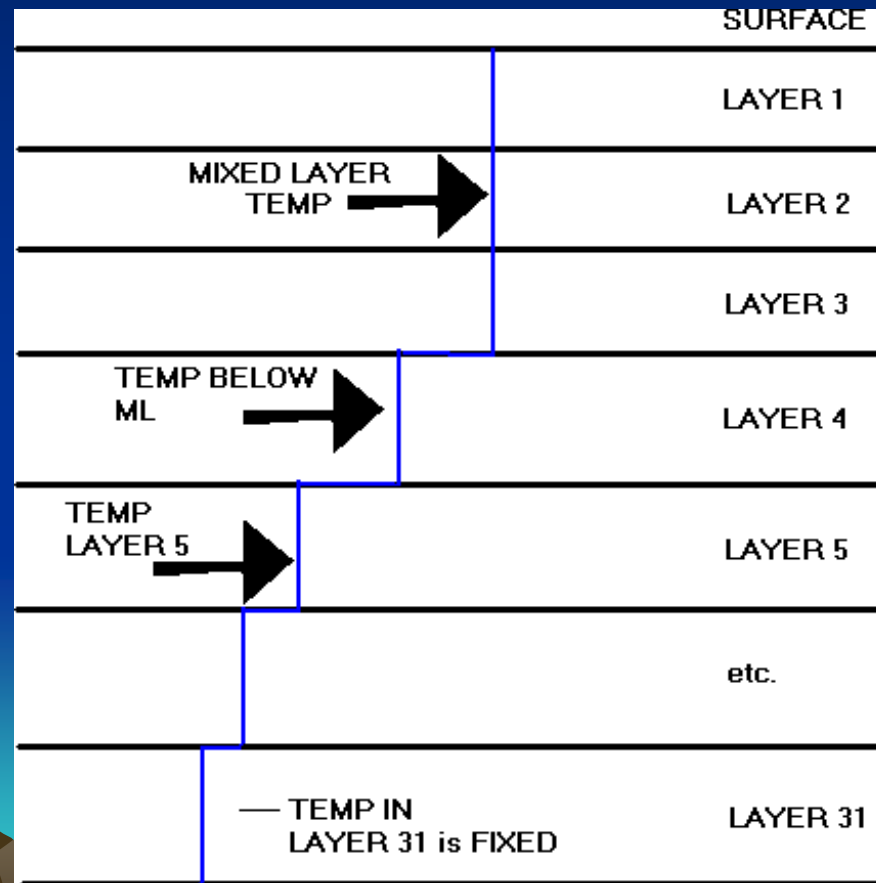 SURFACE
LAYER 1
MIXED LAYER
TEMP
LAYER 2
LAYER 3
TEMP BELOW
ML
LAYER 4
TEMP
LAYER 5
LAYER 5
etc.
TEMP IN
LAYER 31 is FIXED
LAYER 31